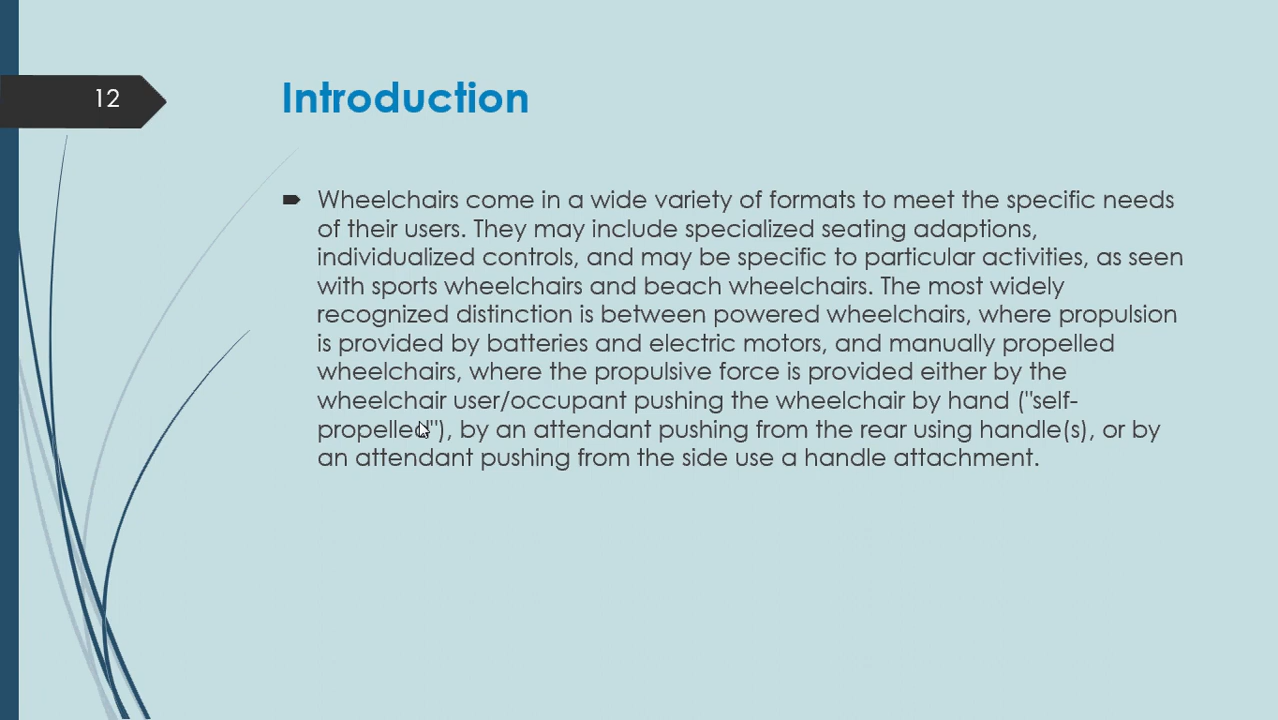 12
Introduction
Wheelchairs come in a wide variety of formats to meet the specific needs
of their users. They may include specialized seating adaptions,
individualized controls, and may be specific to particular activities, as seen
with sports wheelchairs and beach wheelchairs. The most widely
recognized distinction is between powered wheelchairs, where propulsion
is provided by batteries and electric motors, and manually propelled
wheelchairs, where the propulsive force is provided either by the
wheelchair user/occupant pushing the wheelchair by hand ("self-
propelled"), by an attendant pushing from the rear using handle(s), or by
an attendant pushing from the side use a handle attachment.